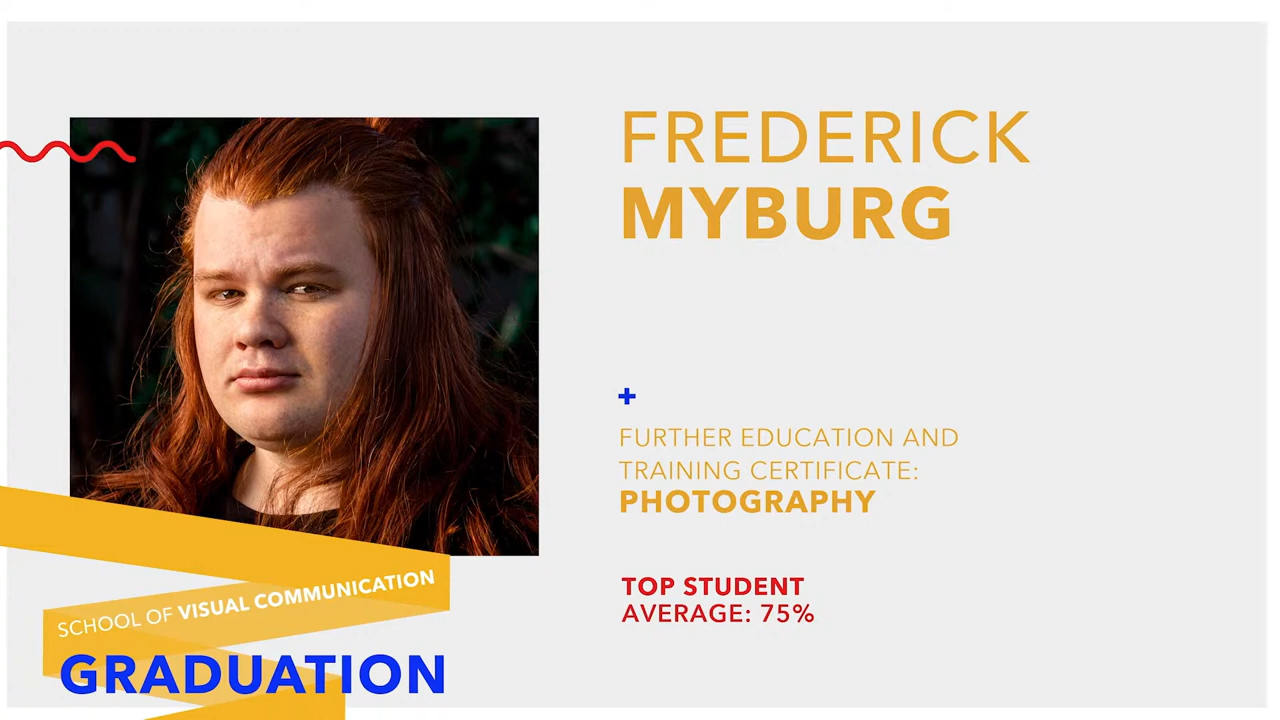 FREDERICK
MYBURG
+
FURTHER EDUCATION AND
TRAINING CERTIFICATE:
PHOTOGRAPHY
TOP STUDENT
AVERAGE: 75%
SCHOOL OF VISUAL COMMUNICATION
GRADUATION